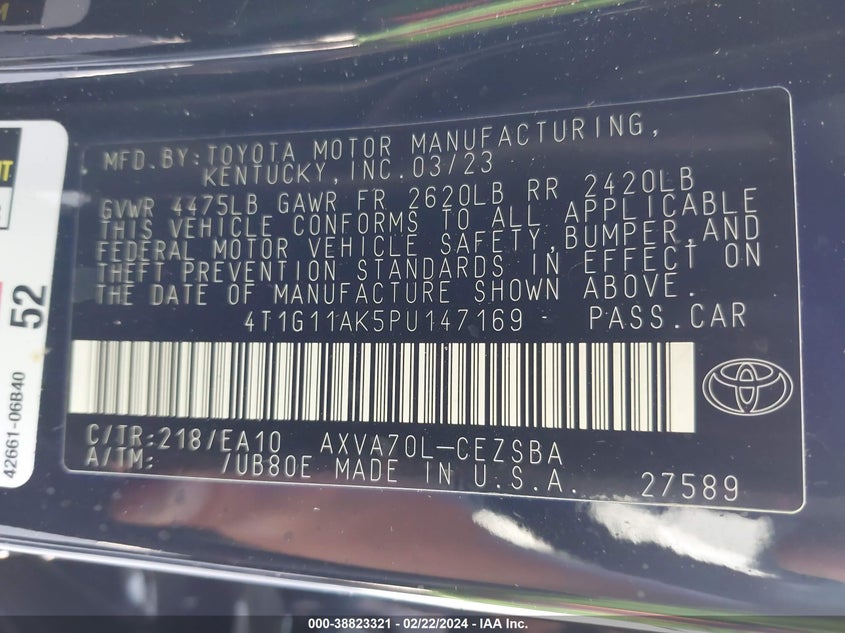 MFD.BY:TOYOTA MOTOR MANUFACTURING,
KENTUCKY,INC.03/23
GVWR 4475LB GAWR FR 2620LB RR 2420LB
THIS VEHICLE CONFORMS TO ALL APPLICABLE
FEDERAL MOTOR VEHICLE SAFETY,BUMPER,AND
THEFT PREVENTION STANDARDS IN EFFECT ON
THE DATE OF MANUFACTURE SHOWN ABOVE.
4T1G11AK5PU147169 PASS.CAR
C/TR:218/EA10 AXVA70L-CEZSBA
A/TM: /UB80E MADE IN U.S.A. 27589
52
42661-06B40
000-38823321 - 02/22/2024 - IAA Inc.